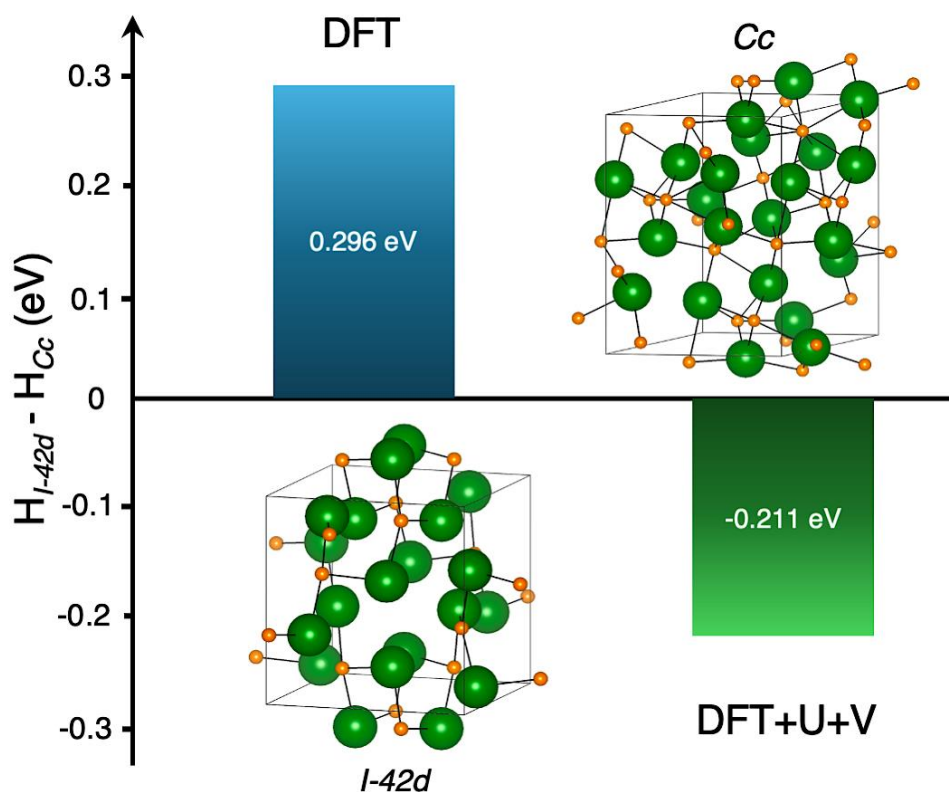 DFT
Cc
0.3
0.2
0.1
0
-0.1
-0.2
-0.3
H_I-42d - H_Cc (eV)
0.296 eV
-0.211 eV
DFT+U+V
I-42d